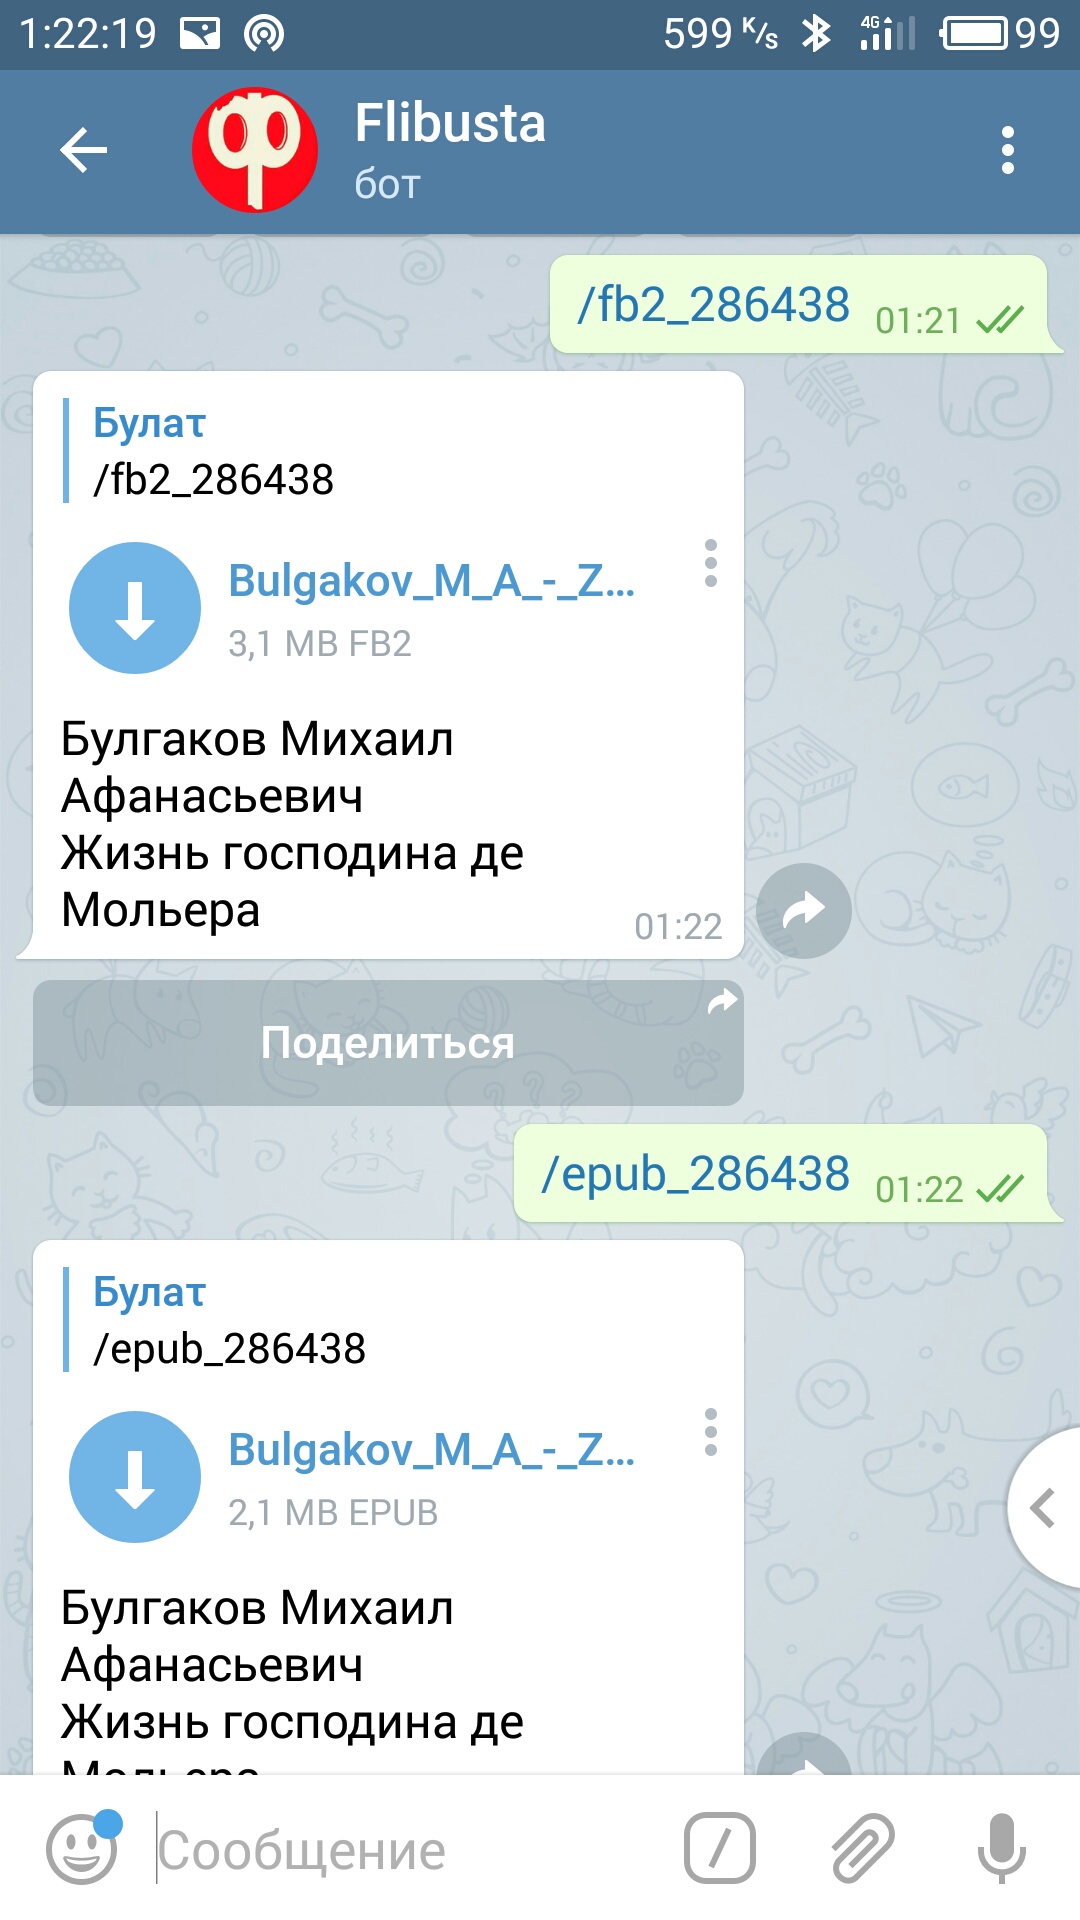 1:22:19 599 K/s 4G 99
Flibusta
бот
/fb2_286438 01:21
Булат
/fb2_286438
Bulgakov_M_A_-_Z...
3,1 MB FB2
Булгаков Михаил
Афанасьевич
Жизнь господина де
Мольера 01:22
Поделиться
/epub_286438 01:22
Булат
/epub_286438
Bulgakov_M_A_-_Z...
2,1 MB EPUB
Булгаков Михаил
Афанасьевич
Жизнь господина де
Мольера
Сообщение